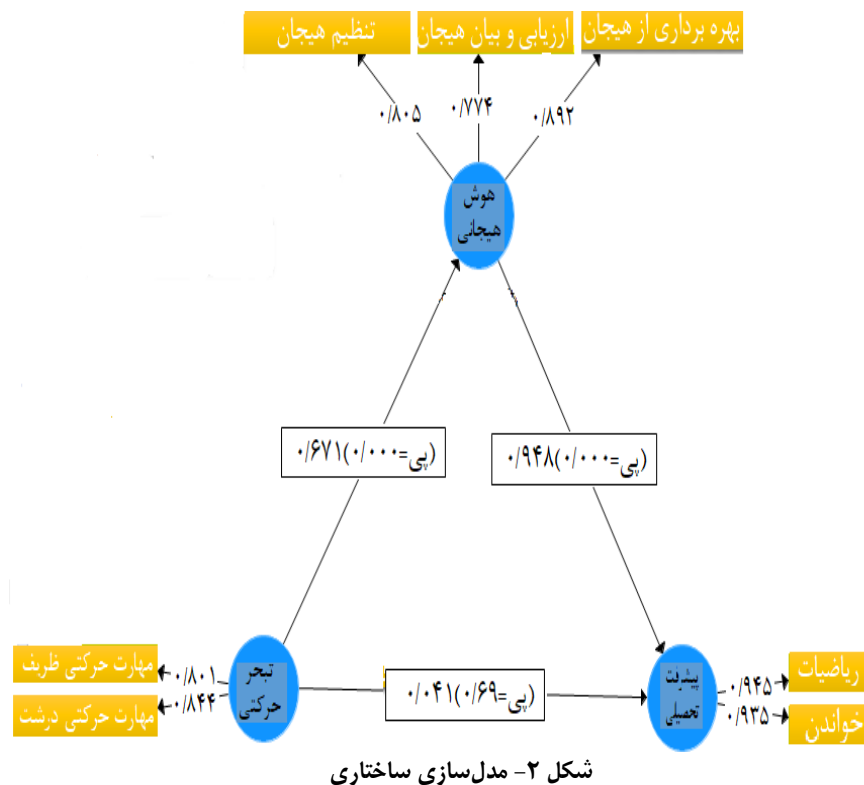 بهره برداری از هیجان
ارزیابی و بیان هیجان
تنظیم هیجان
۰/۸۹۲
۰/۷۷۴
۰/۸۰۵
هوش
هیجانی
۰/۶۷۱(پی=۰/۰۰۰)
۰/۹۴۸(پی=۰/۰۰۰)
تبحر
حرکتی
مهارت حرکتی ظریف
۰/۸۰۱
مهارت حرکتی درشت
۰/۸۴۴
۰/۰۴۱(پی=۰/۶۹)
پیشرفت
تحصیلی
ریاضیات
۰/۹۴۵
خواندن
۰/۹۳۵
شکل ۲- مدل‌سازی ساختاری